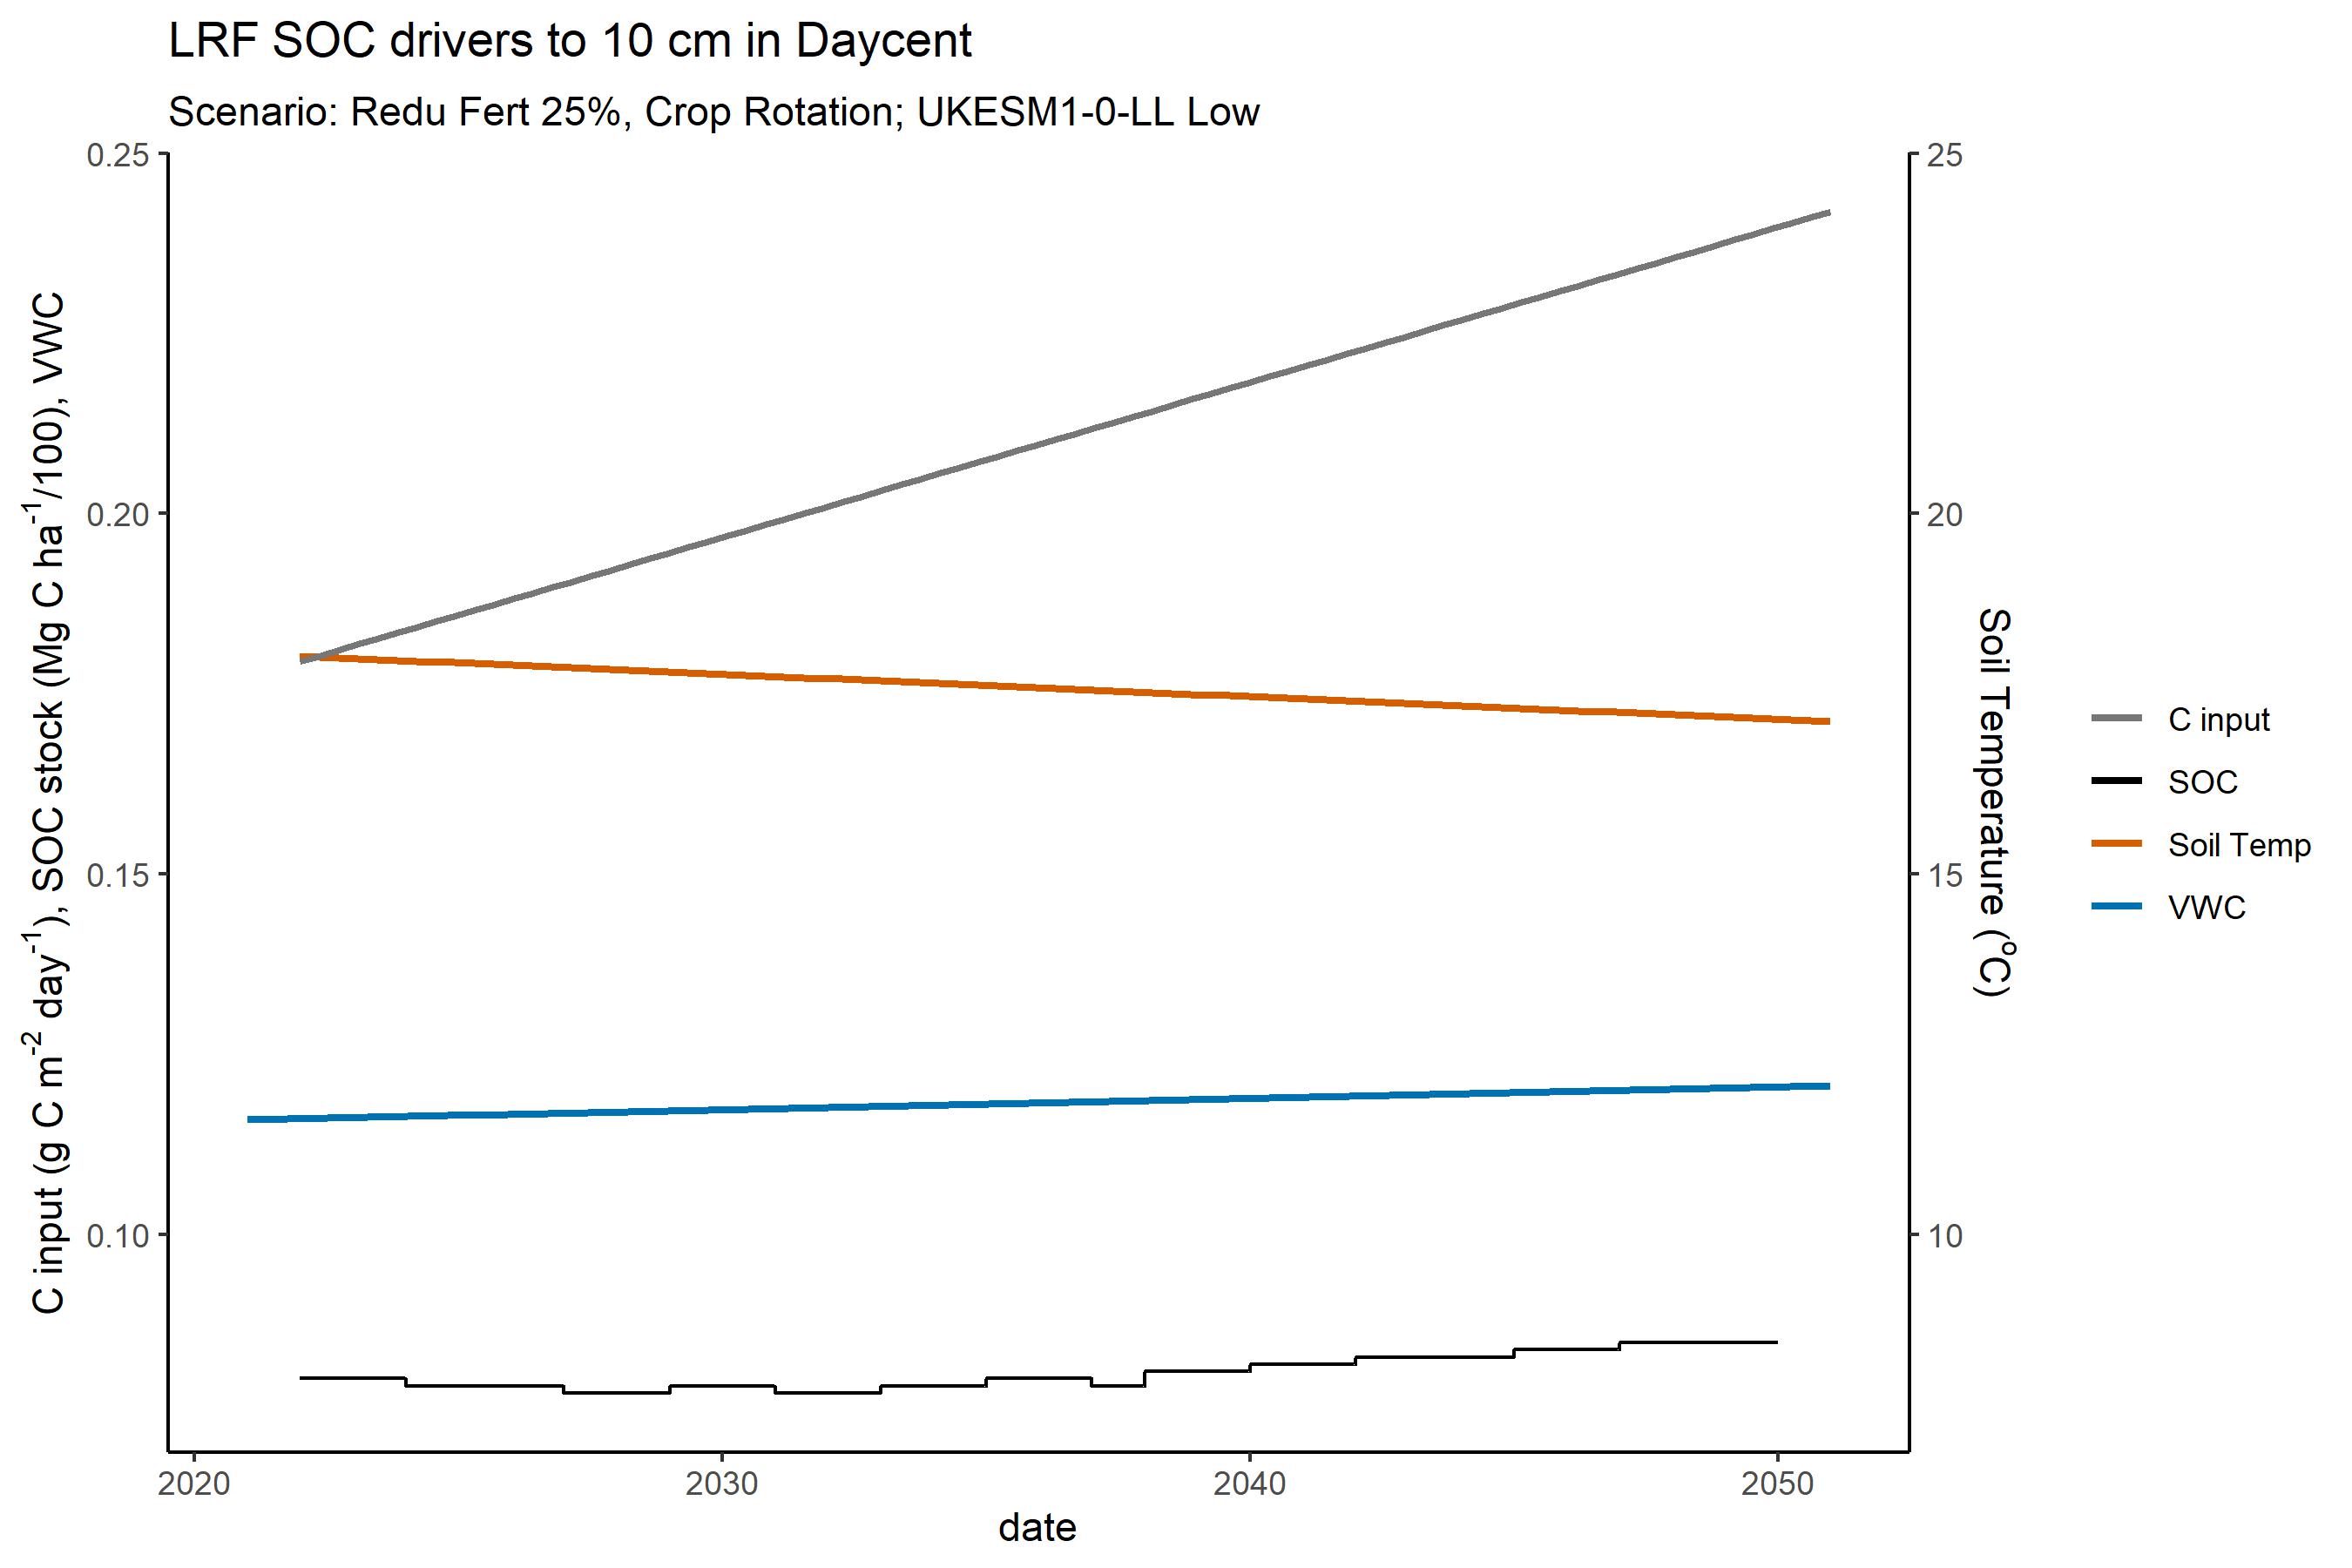 LRF SOC drivers to 10 cm in Daycent
Scenario: Redu Fert 25%, Crop Rotation; UKESM1-0-LL Low
C input (g C m⁻² day⁻¹), SOC stock (Mg C ha⁻¹/100), VWC
0.25
0.20
0.15
0.10
25
20
15
10
Soil Temperature (°C)
2020
2030
2040
2050
date
C input
SOC
Soil Temp
VWC